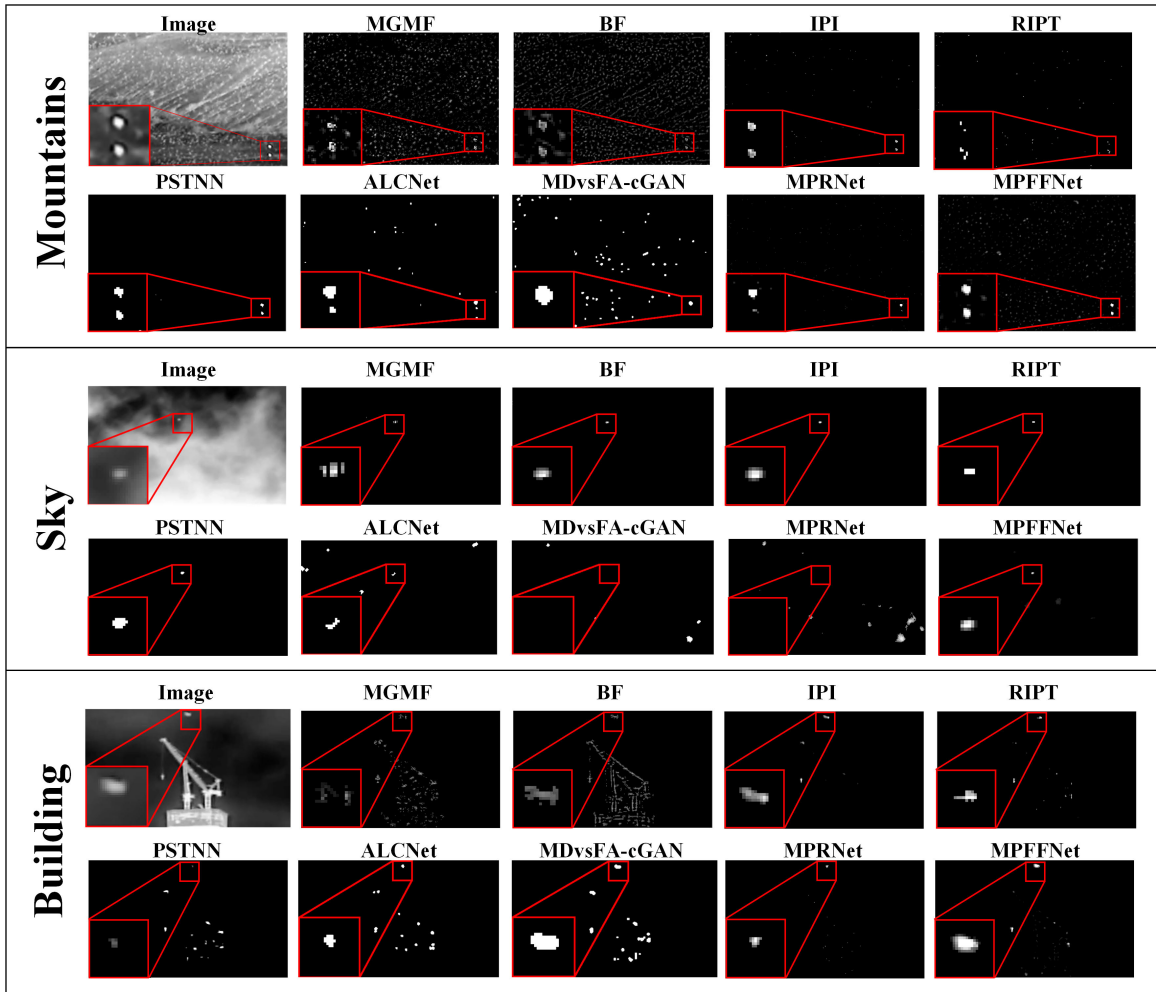 Mountains
Image MGMF BF IPI RIPT
PSTNN ALCNet MDvsFA-cGAN MPRNet MPFFNet
Sky
Image MGMF BF IPI RIPT
PSTNN ALCNet MDvsFA-cGAN MPRNet MPFFNet
Building
Image MGMF BF IPI RIPT
PSTNN ALCNet MDvsFA-cGAN MPRNet MPFFNet